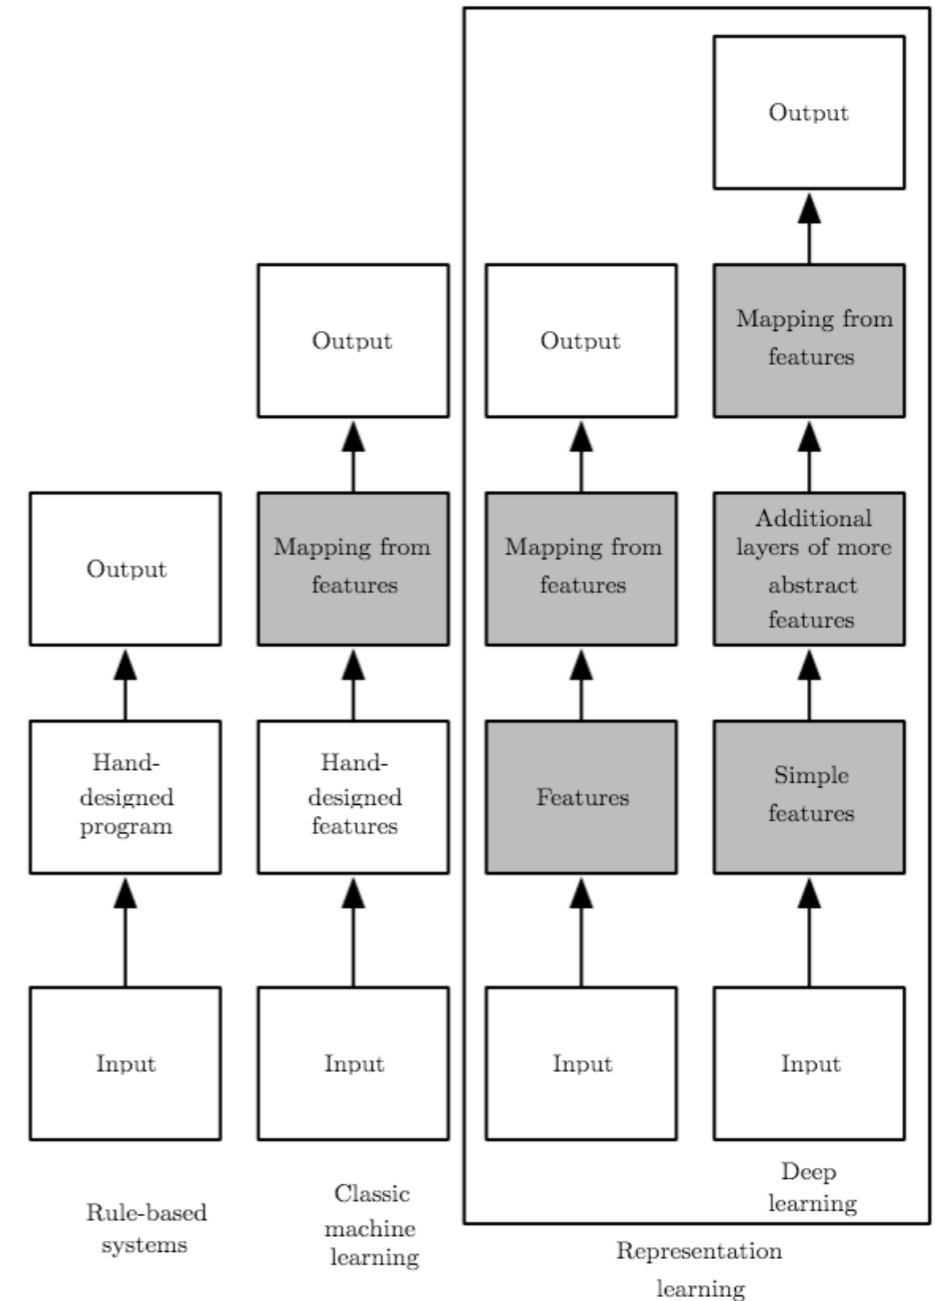 Output
Output
Output
Mapping from
features
Output
Mapping from
features
Mapping from
features
Additional
layers of more
abstract
features
Hand-
designed
program
Hand-
designed
features
Features
Simple
features
Input
Input
Input
Input
Rule-based
systems
Classic
machine
learning
Deep
learning
Representation
learning